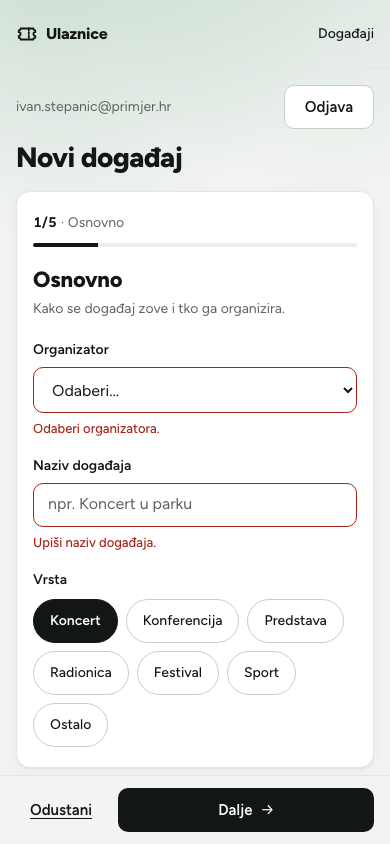 Ulaznice
Događaji
ivan.stepanic@primjer.hr
Odjava
Novi događaj
1/5 · Osnovno
Osnovno
Kako se događaj zove i tko ga organizira.
Organizator
Odaberi...
Odaberi organizatora.
Naziv događaja
npr. Koncert u parku
Upiši naziv događaja.
Vrsta
Koncert Konferencija Predstava
Radionica Festival Sport
Ostalo
Odustani
Dalje →